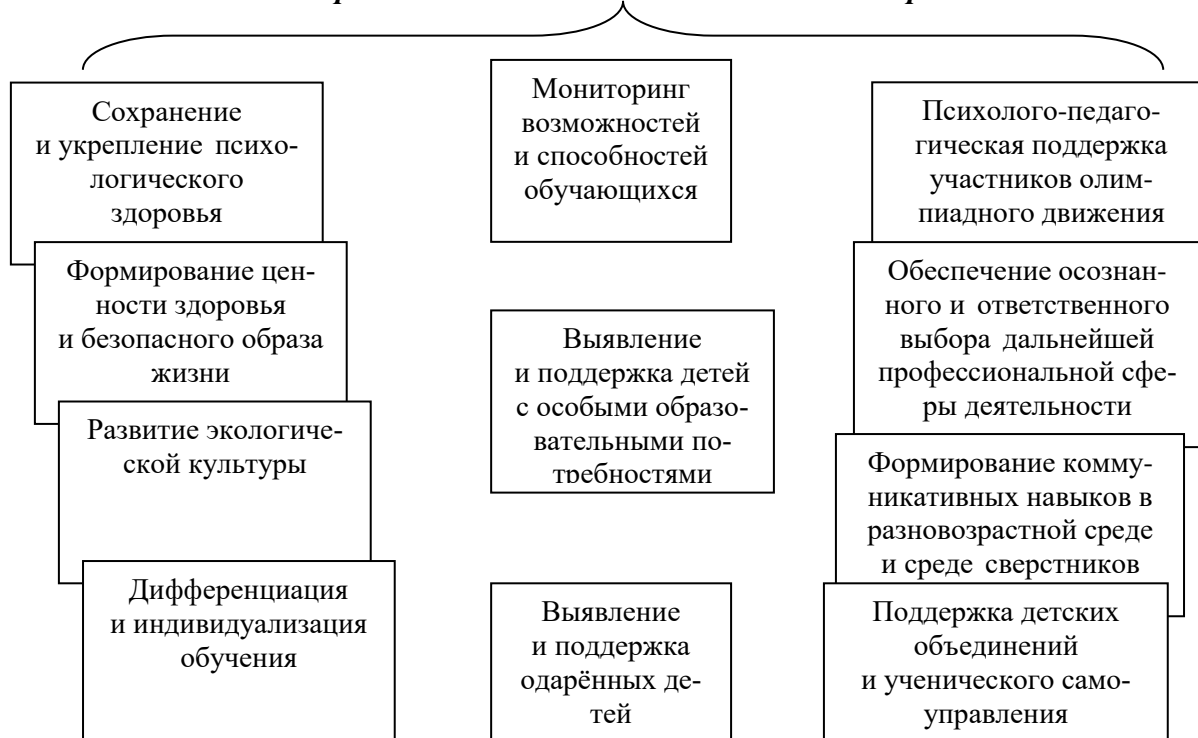 Сохранение
и укрепление психо-
логического
здоровья
Формирование цен-
ности здоровья
и безопасного образа
жизни
Развитие экологиче-
ской культуры
Дифференциация
и индивидуализация
обучения
Мониторинг
возможностей
и способностей
обучающихся
Выявление
и поддержка детей
с особыми образо-
вательными по-
требностями
Выявление
и поддержка
одарённых де-
тей
Психолого-педаго-
гическая поддержка
участников олим-
пиадного движения
Обеспечение осознан-
ного и ответственного
выбора дальнейшей
профессиональной сфе-
ры деятельности
Формирование комму-
никативных навыков в
разновозрастной среде
и среде сверстников
Поддержка детских
объединений
и ученического само-
управления